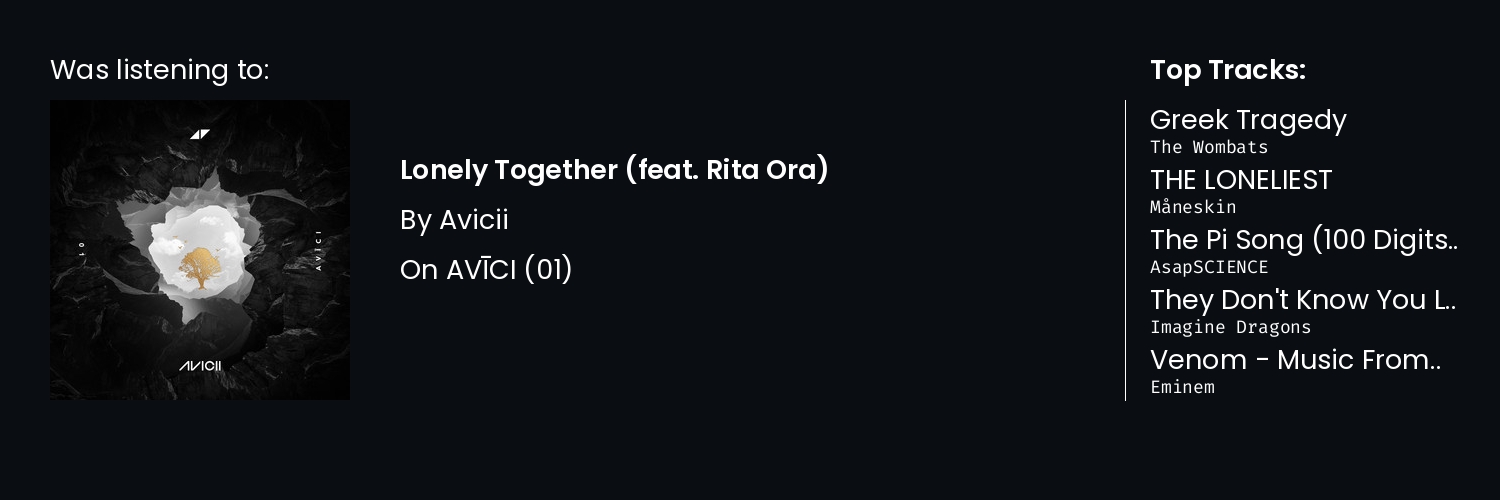 Was listening to:
01
AVĪCI
AVICII
Lonely Together (feat. Rita Ora)
By Avicii
On AVĪCI (01)
Top Tracks:
Greek Tragedy
The Wombats
THE LONELIEST
Måneskin
The Pi Song (100 Digits..
AsapSCIENCE
They Don't Know You L..
Imagine Dragons
Venom - Music From..
Eminem